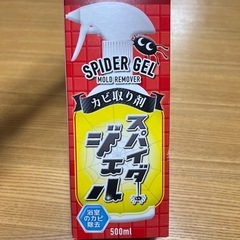 SPIDER GEL
MOLD REMOVER
カビ取り剤
スパイダー
ジェル
浴室の
カビ
除去
500ml